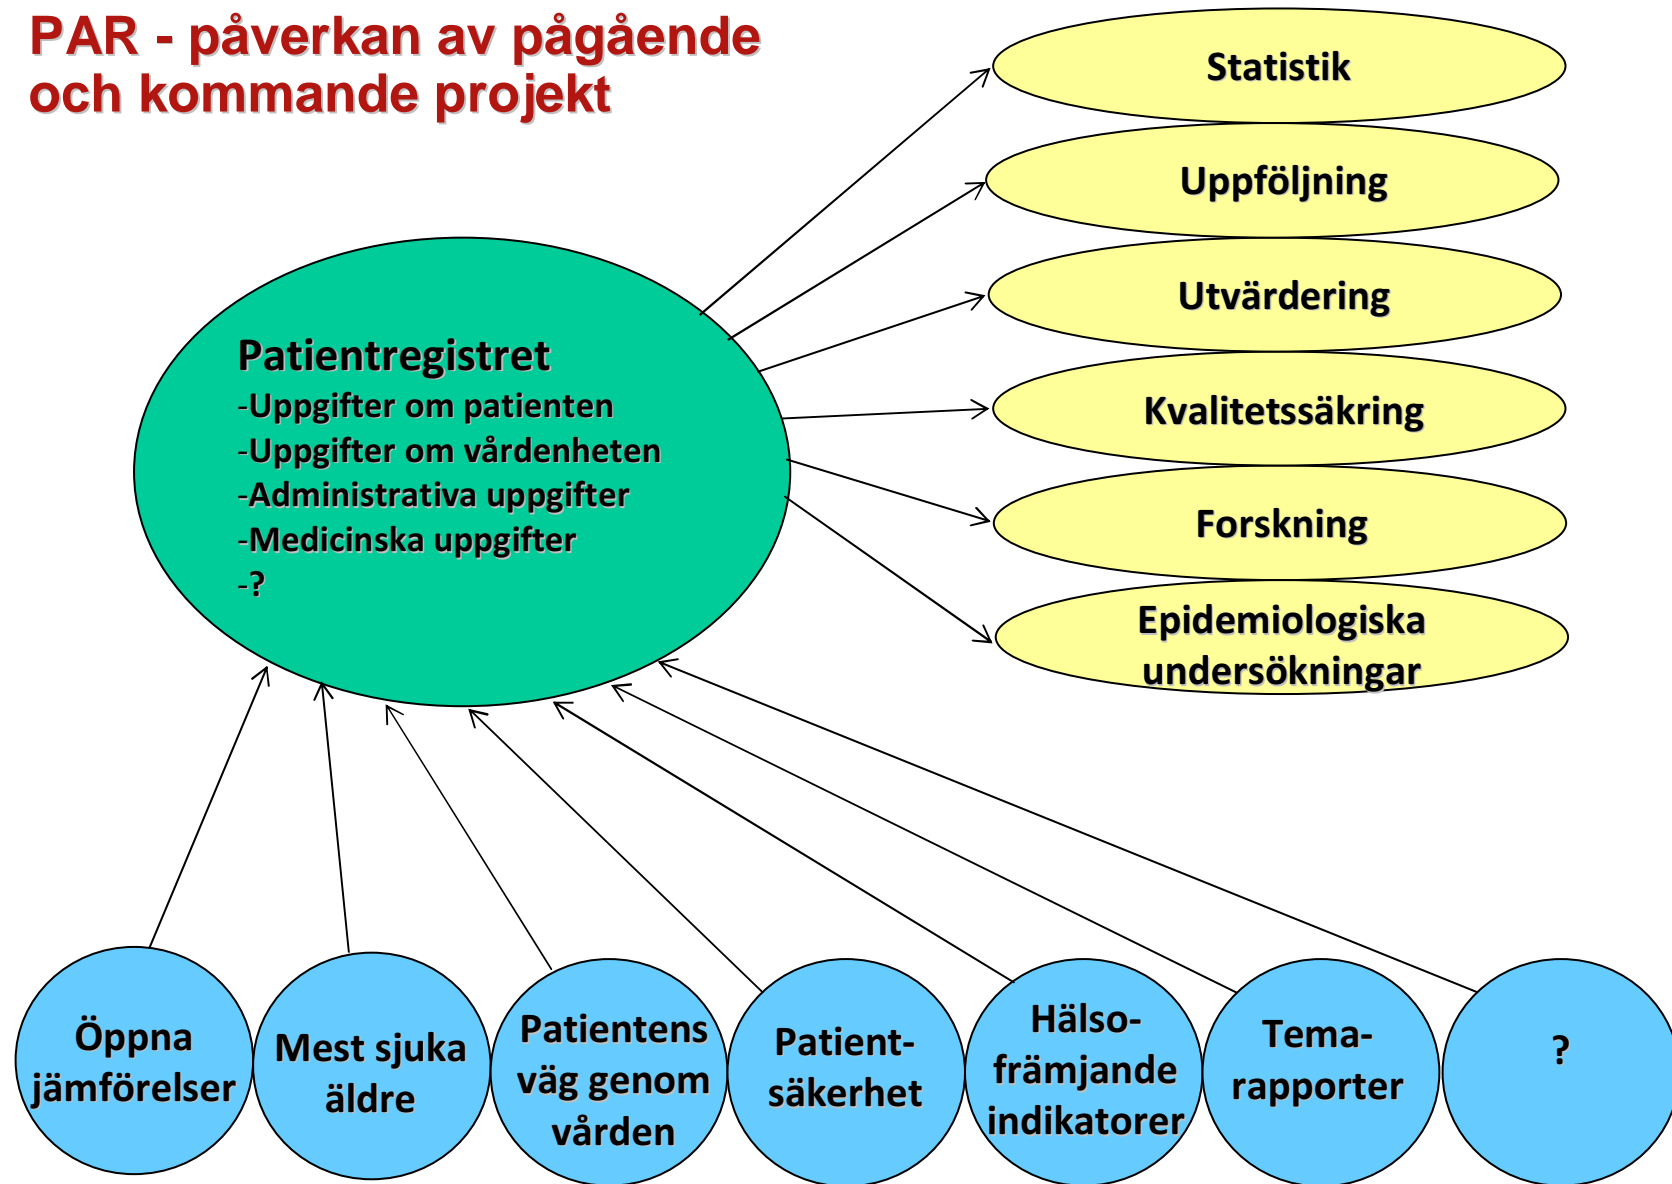 PAR - påverkan av pågående
och kommande projekt
Statistik
Uppföljning
Utvärdering
Kvalitetssäkring
Forskning
Epidemiologiska
undersökningar
Patientregistret
-Uppgifter om patienten
-Uppgifter om vårdenheten
-Administrativa uppgifter
-Medicinska uppgifter
-?
Öppna
jämförelser
Mest sjuka
äldre
Patientens
väg genom
vården
Patient-
säkerhet
Hälso-
främjande
indikatorer
Tema-
rapporter
?